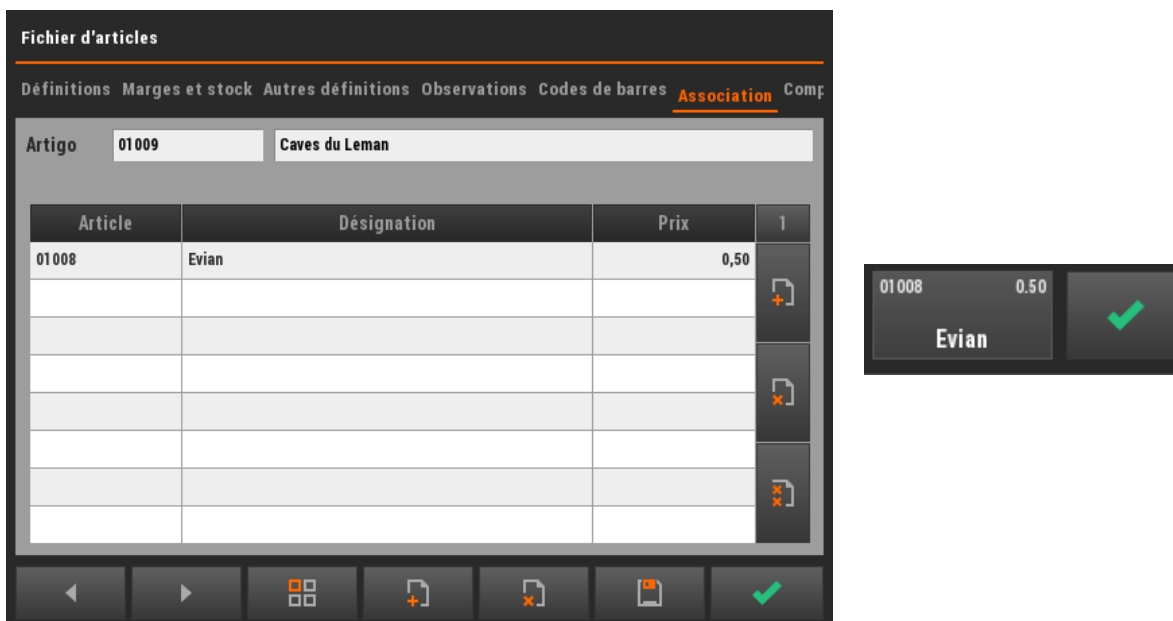 Fichier d'articles
Définitions Marges et stock Autres définitions Observations Codes de barres Association Comp
Artigo 01009 Caves du Leman
Article Désignation Prix 1
01008 Evian 0,50
01008 0.50
Evian